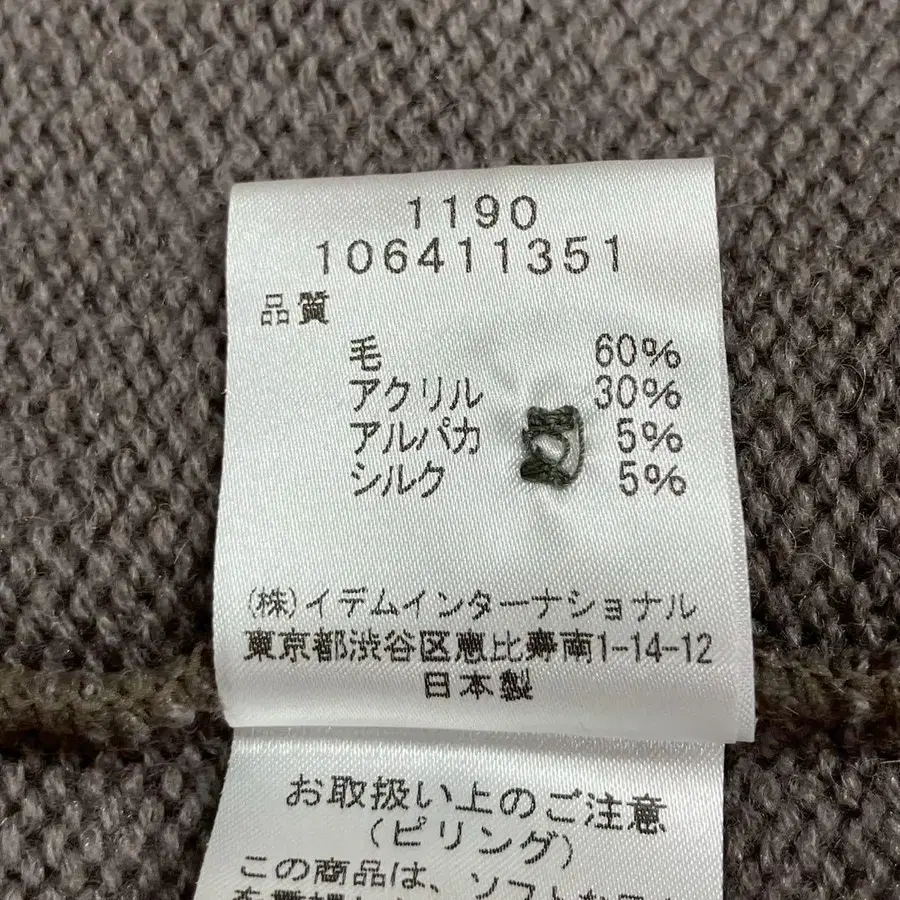 1190
106411351
品質
毛 60%
アクリル 30%
アルパカ 5%
シルク 5%
(株)イデムインターナショナル
東京都渋谷区恵比寿南1-14-12
日本製
お取扱い上のご注意
(ピリング)
この商品は、ソフトな